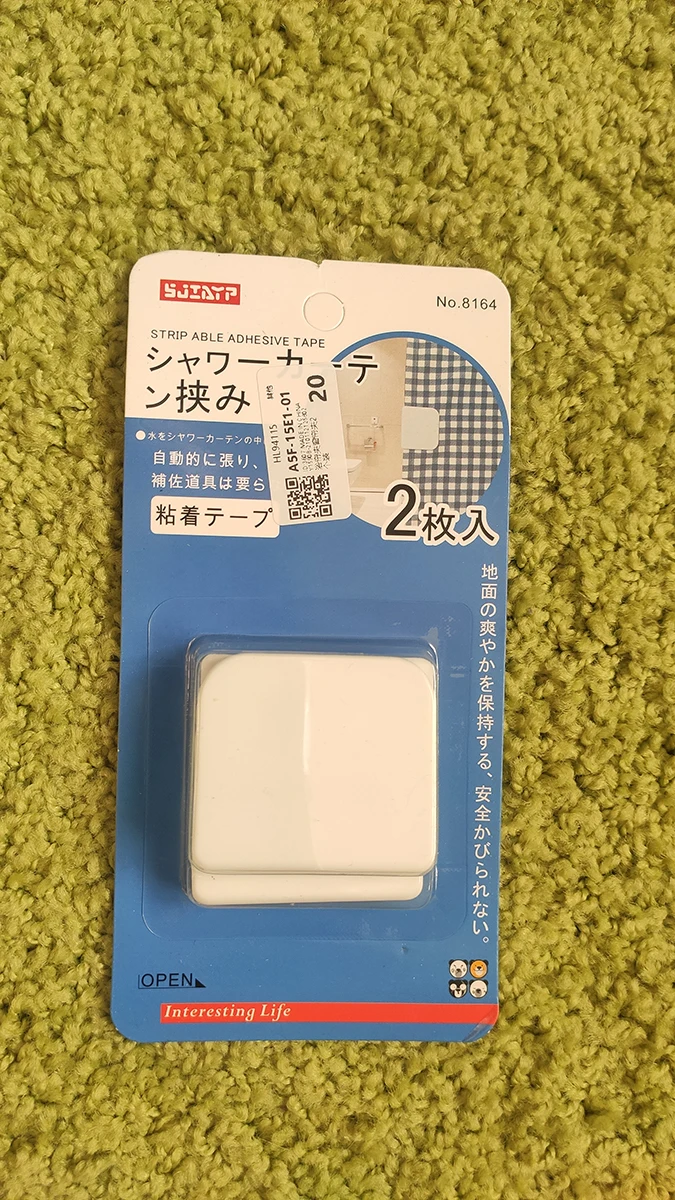 SJIAYP
No.8164
STRIP ABLE ADHESIVE TAPE
シャワーカーテ
ン挟み
●水をシヤワーカーテンの中
自動的に張り、
補佐道具は要ら
粘着テープ
2枚入
HL94115
A5F-15E1-01
20
地面の爽やかを保持する、安全かびられない。
OPEN
Interesting Life